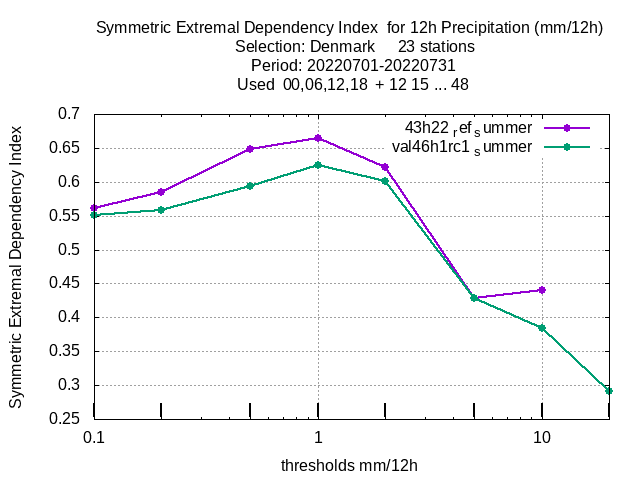 Symmetric Extremal Dependency Index  for 12h Precipitation (mm/12h)
Selection: Denmark     23 stations
Period: 20220701-20220731
Used  00,06,12,18  + 12 15 ... 48
43h22 ref summer
val46h1rc1 summer
Symmetric Extremal Dependency Index
0.7
0.65
0.6
0.55
0.5
0.45
0.4
0.35
0.3
0.25
0.1
1
10
thresholds mm/12h